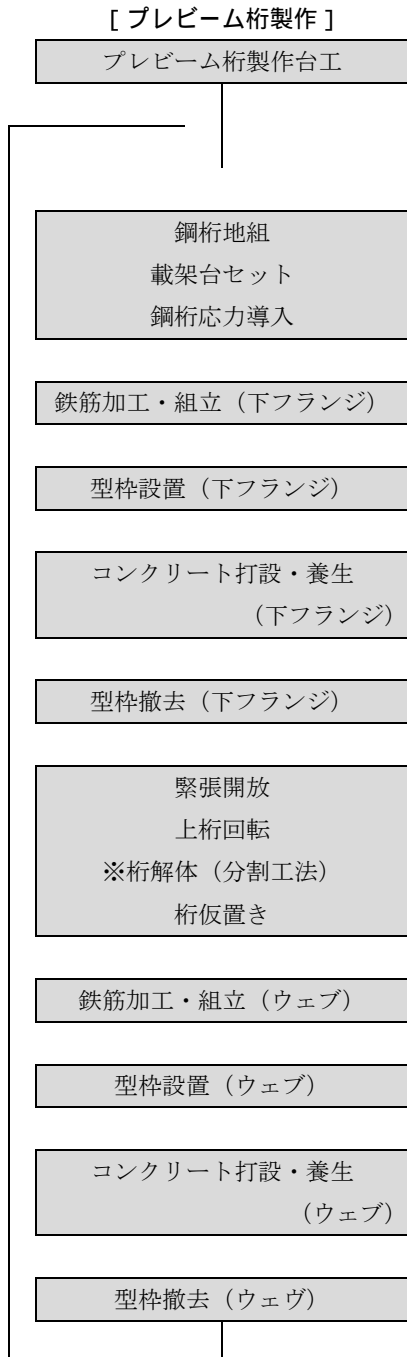 [ プレビーム桁製作 ]
プレビーム桁製作台工
鋼桁地組
載架台セット
鋼桁応力導入
鉄筋加工・組立（下フランジ）
型枠設置（下フランジ）
コンクリート打設・養生
（下フランジ）
型枠撤去（下フランジ）
緊張開放
上桁回転
※桁解体（分割工法）
桁仮置き
鉄筋加工・組立（ウェブ）
型枠設置（ウェブ）
コンクリート打設・養生
（ウェブ）
型枠撤去（ウェヴ）